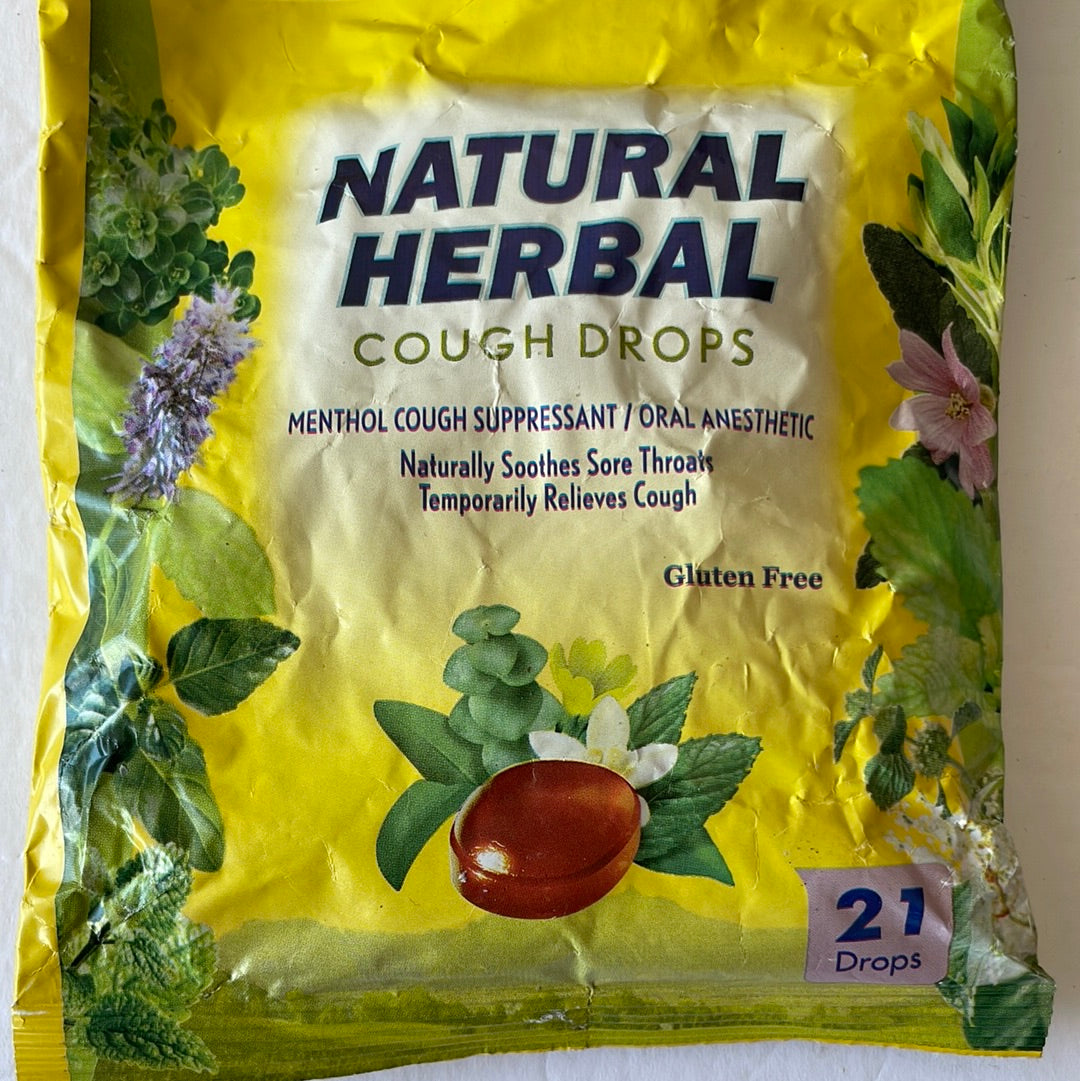 NATURAL
HERBAL
COUGH DROPS
MENTHOL COUGH SUPPRESSANT / ORAL ANESTHETIC
Naturally Soothes Sore Throats
Temporarily Relieves Cough
Gluten Free
21
Drops